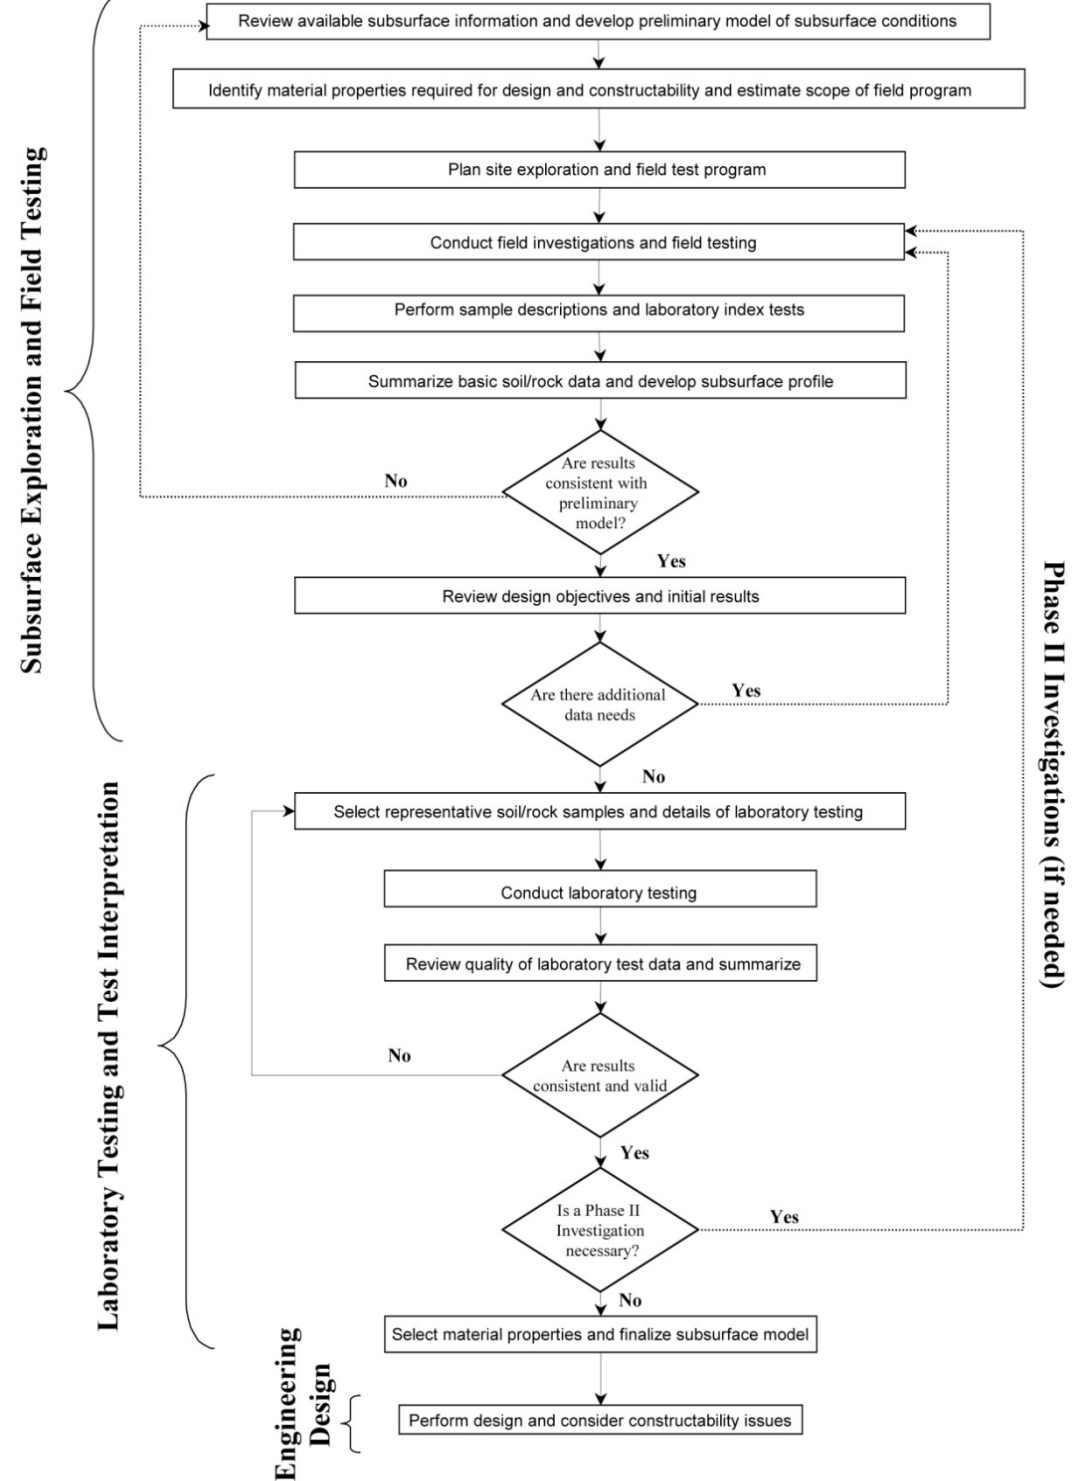 Review available subsurface information and develop preliminary model of subsurface conditions
Identify material properties required for design and constructability and estimate scope of field program
Plan site exploration and field test program
Conduct field investigations and field testing
Perform sample descriptions and laboratory index tests
Summarize basic soil/rock data and develop subsurface profile
Are results
consistent with
preliminary
model?
No
Yes
Review design objectives and initial results
Are there additional
data needs
Yes
No
Subsurface Exploration and Field Testing
Select representative soil/rock samples and details of laboratory testing
Conduct laboratory testing
Review quality of laboratory test data and summarize
Are results
consistent and valid
No
Yes
Is a Phase II
Investigation
necessary?
Yes
No
Phase II Investigations (if needed)
Select material properties and finalize subsurface model
Laboratory Testing and Test Interpretation
Perform design and consider constructability issues
Engineering
Design